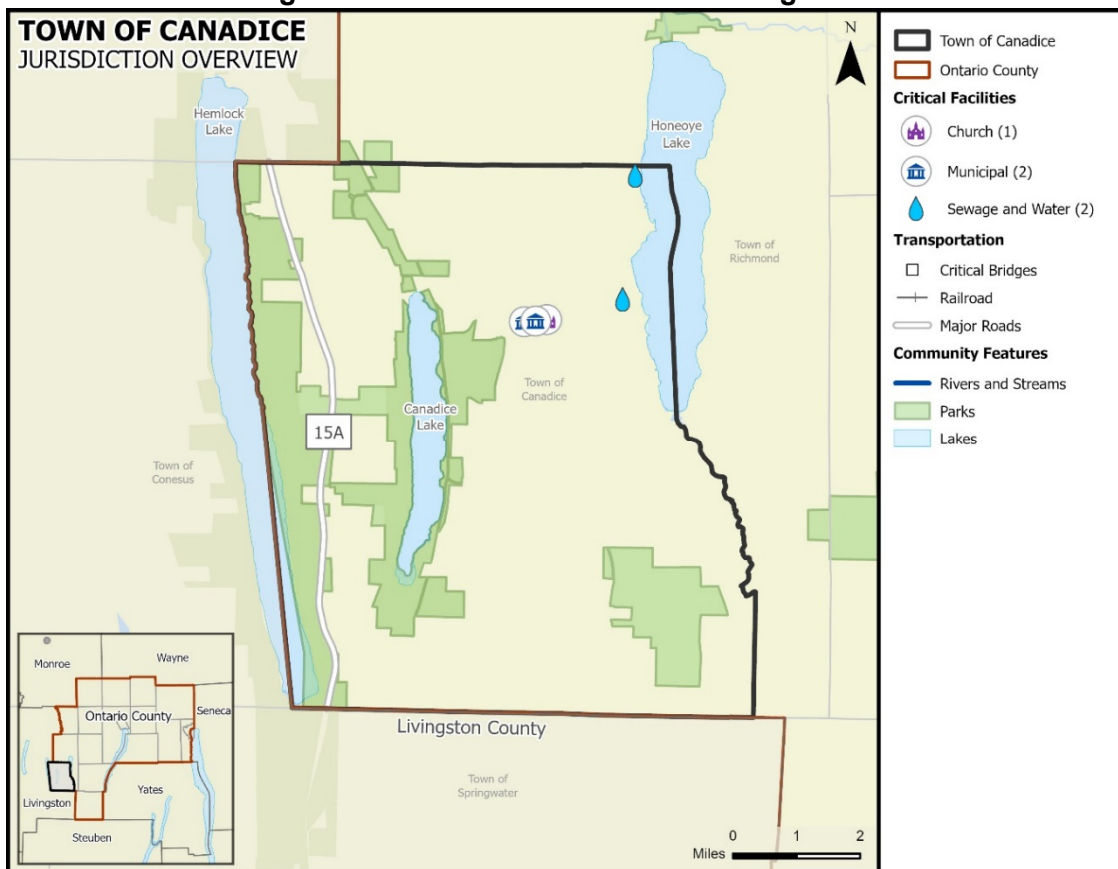 TOWN OF CANADICE
JURISDICTION OVERVIEW
N
Hemlock
Lake
Honeoye
Lake
Town of
Richmond
Town of
Canadice
Canadice
Lake
15A
Town of
Conesus
Livingston County
Town of
Springwater
Monroe
Wayne
Ontario County
Seneca
Livingston
Yates
Steuben
0 1 2
Miles
Town of Canadice
Ontario County
Critical Facilities
Church (1)
Municipal (2)
Sewage and Water (2)
Transportation
Critical Bridges
Railroad
Major Roads
Community Features
Rivers and Streams
Parks
Lakes